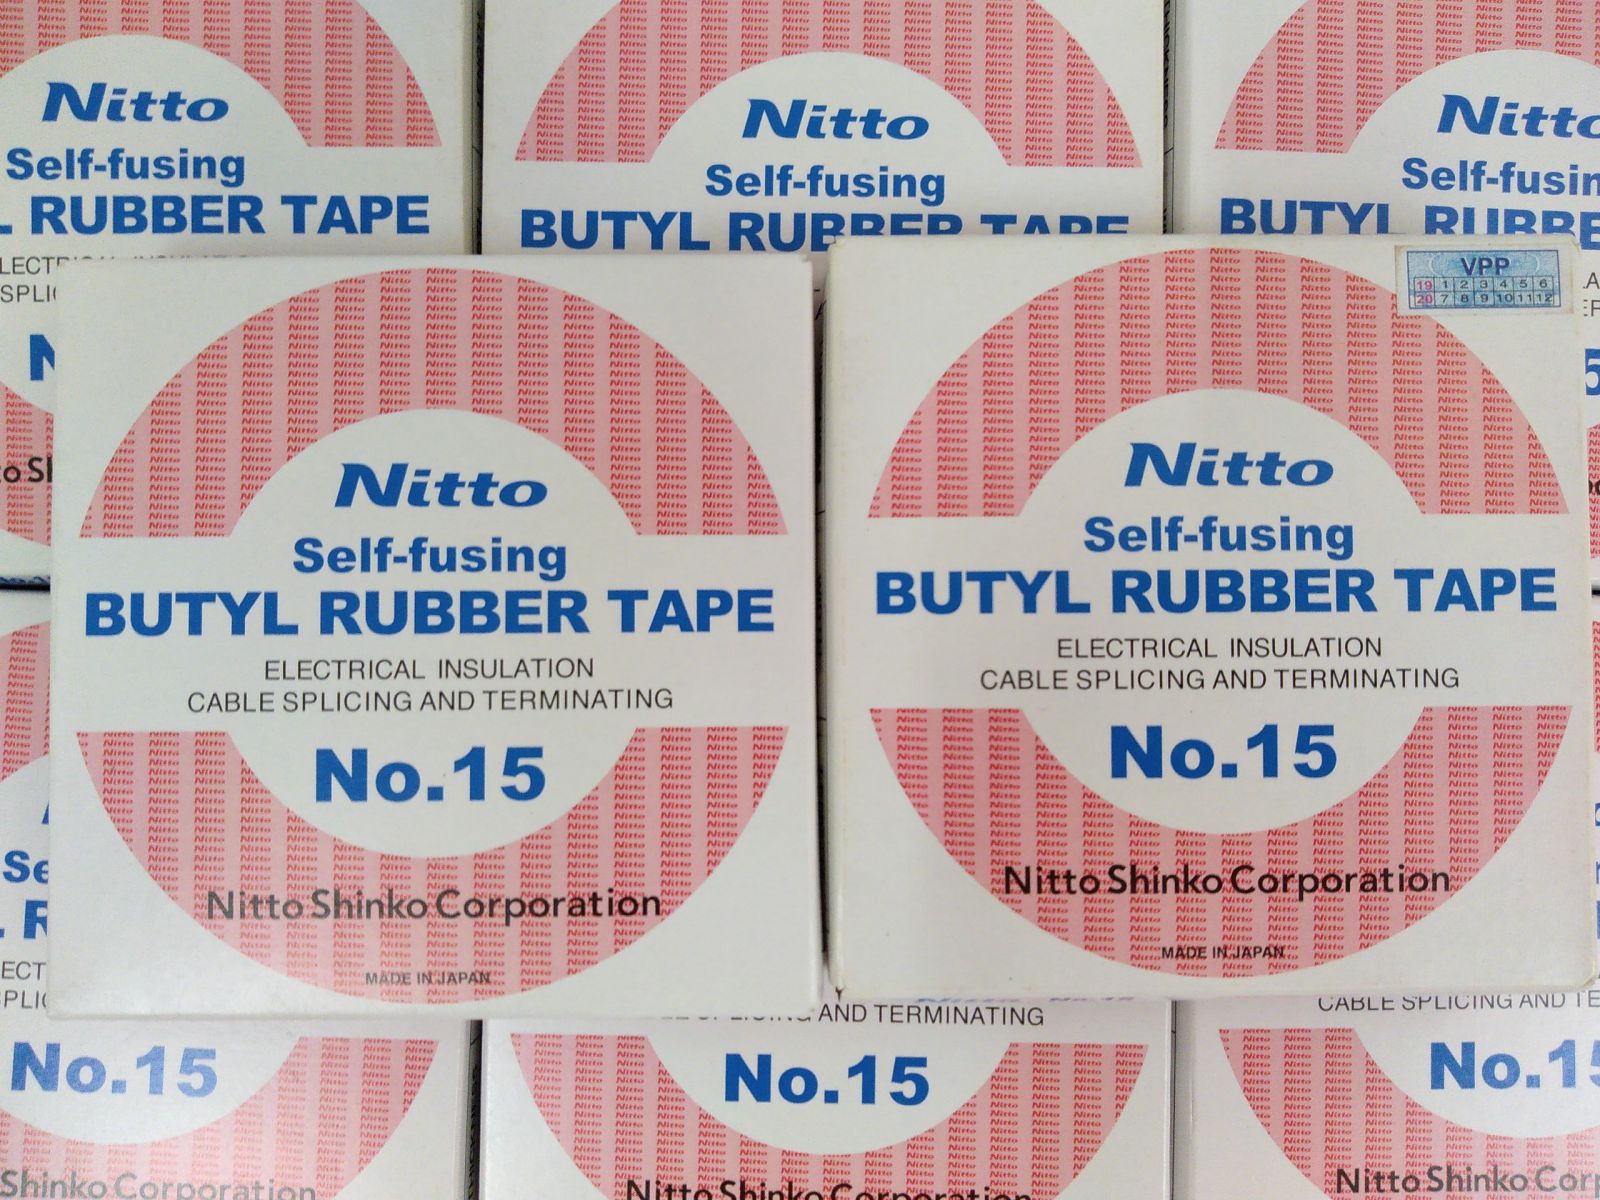 Nitto
Self-fusing
L RUBBER TAPE
Nitto
Self-fusing
BUTYL RUBBER TAPE
Nitto
Self-fusin
BUTYL RUBBE
Nitto
Self-fusing
BUTYL RUBBER TAPE
ELECTRICAL INSULATION
CABLE SPLICING AND TERMINATING
No.15
Nitto Shinko Corporation
MADE IN JAPAN
VPP
19 1 2 3 4 5 6
20 7 8 9 10 11 12
Nitto
Self-fusing
BUTYL RUBBER TAPE
ELECTRICAL INSULATION
CABLE SPLICING AND TERMINATING
No.15
Nitto Shinko Corporation
MADE IN JAPAN
No.15
Shinko Corporation
AND TERMINATING
No.15
Nitto Shinko Corporation
CABLE SPLICING AND TE
No.15
Nitto Shinko Corp